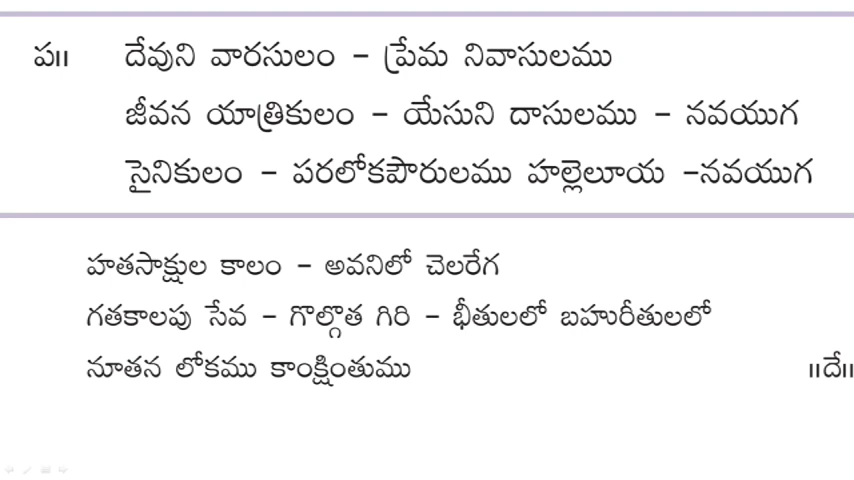 ప॥ దేవుని వారసులం – ప్రేమ నివాసులము
జీవన యాత్రికులం – యేసుని దాసులము – నవయుగ
సైనికులం – పరలోకపౌరులము హల్లెలూయ –నవయుగ
హతసాక్షుల కాలం – అవనిలో చెలరేగ
గతకాలపు సేవ – గొల్గొత గిరి – భీతులలో బహురీతులలో
నూతన లోకము కాంక్షింతుము ॥దే॥